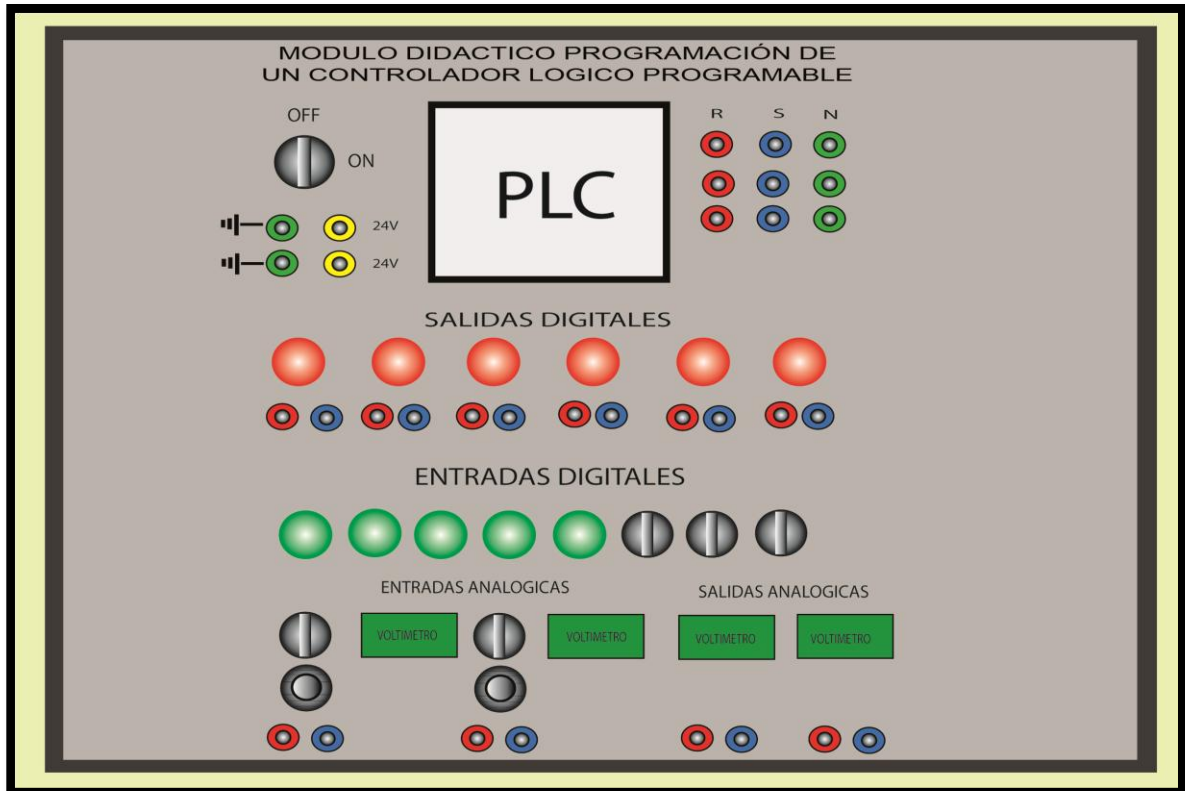 MODULO DIDACTICO PROGRAMACIÓN DE
UN CONTROLADOR LOGICO PROGRAMABLE
OFF
ON
PLC
R S N
24V
24V
SALIDAS DIGITALES
ENTRADAS DIGITALES
ENTRADAS ANALOGICAS
SALIDAS ANALOGICAS
VOLTIMETRO
VOLTIMETRO
VOLTIMETRO
VOLTIMETRO